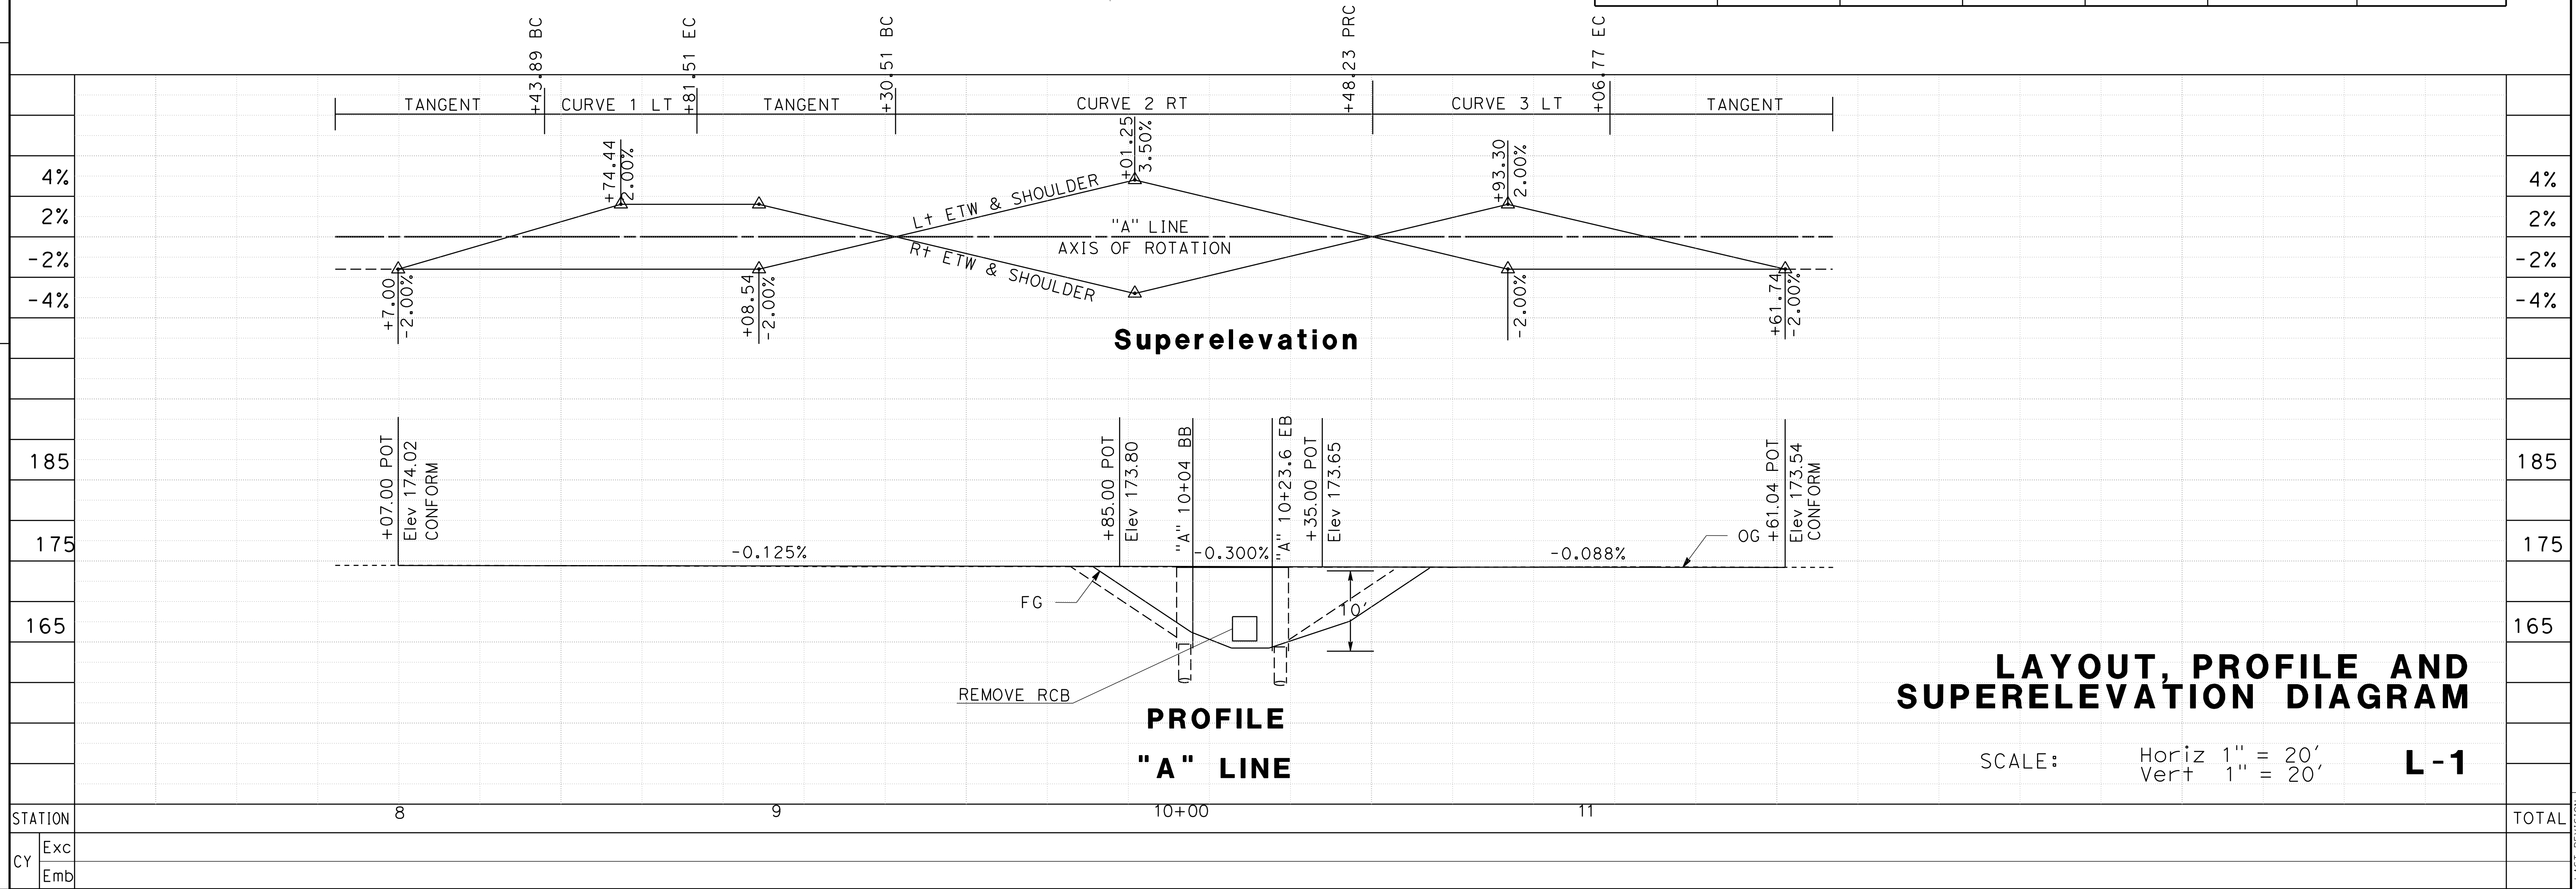 +43.89 BC
+81.51 EC
+30.51 BC
+48.23 PRC
+06.77 EC
TANGENT
CURVE 1 LT
TANGENT
CURVE 2 RT
CURVE 3 LT
TANGENT
+74.44
2.00%
+01.25
3.50%
+93.30
2.00%
4%
2%
-2%
-4%
4%
2%
-2%
-4%
Lt ETW & SHOULDER
"A" LINE
AXIS OF ROTATION
Rt ETW & SHOULDER
+7.00
-2.00%
+08.54
-2.00%
-2.00%
+61.74
-2.00%
Superelevation
185
175
165
185
175
165
+07.00 POT
Elev 174.02
CONFORM
+85.00 POT
Elev 173.80
"A" 10+04 BB
"A" 10+23.6 EB
+35.00 POT
Elev 173.65
+61.04 POT
Elev 173.54
CONFORM
-0.125%
-0.300%
-0.088%
OG
FG
10'
REMOVE RCB
PROFILE
"A" LINE
LAYOUT, PROFILE AND
SUPERELEVATION DIAGRAM
SCALE: Horiz 1" = 20'
Vert 1" = 20'
L-1
STATION
8
9
10+00
11
TOTAL
CY
Exc
Emb